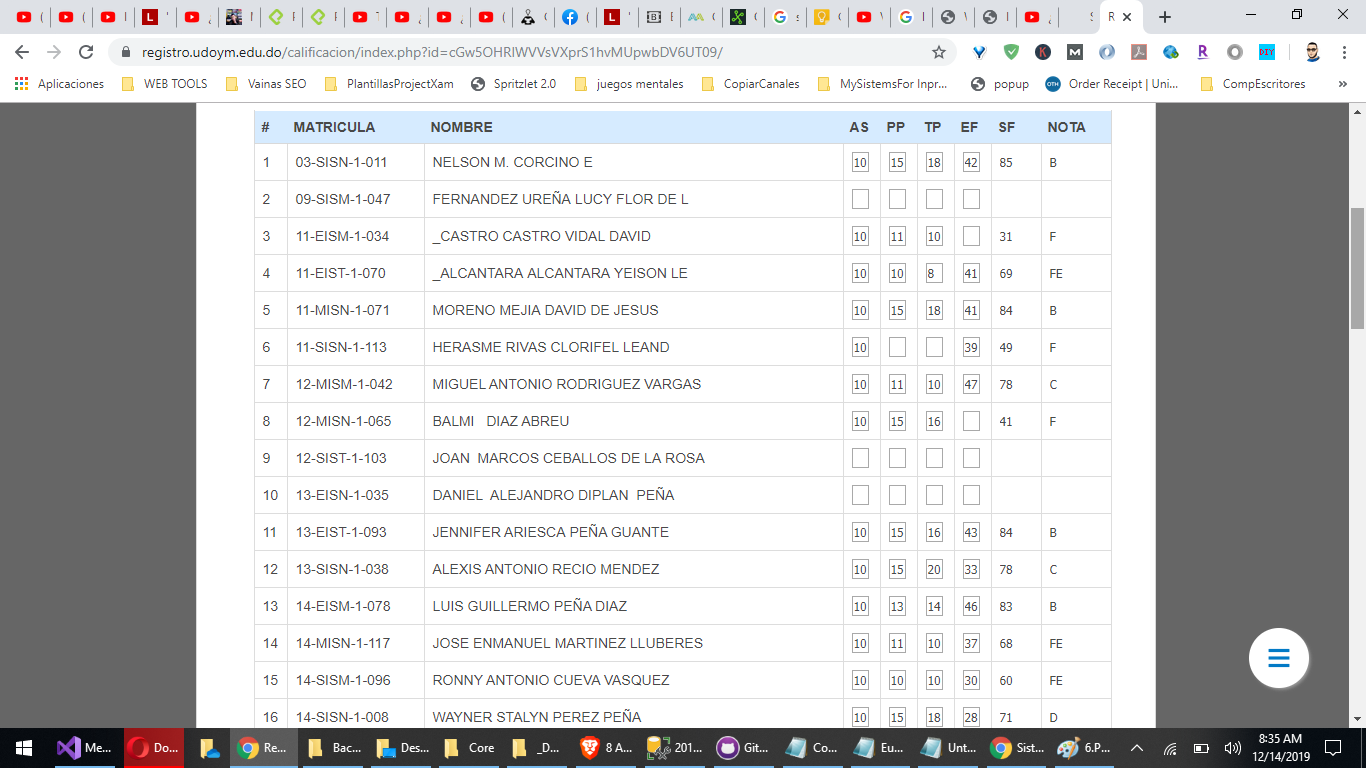 R
registro.udoym.edu.do/calificacion/index.php?id=cGw5OHRIWVVsVXprS1hvMUpwbDV6UT09/
Aplicaciones WEB TOOLS Vainas SEO PlantillasProjectXam Spritzlet 2.0 juegos mentales CopiarCanales MySistemsFor Inpr... popup Order Receipt | Uni... CompEscritores »
# MATRICULA NOMBRE AS PP TP EF SF NOTA
1 03-SISN-1-011 NELSON M. CORCINO E 10 15 18 42 85 B
2 09-SISM-1-047 FERNANDEZ UREÑA LUCY FLOR DE L
3 11-EISM-1-034 _CASTRO CASTRO VIDAL DAVID 10 11 10 31 F
4 11-EIST-1-070 _ALCANTARA ALCANTARA YEISON LE 10 10 8 41 69 FE
5 11-MISN-1-071 MORENO MEJIA DAVID DE JESUS 10 15 18 41 84 B
6 11-SISN-1-113 HERASME RIVAS CLORIFEL LEAND 10 39 49 F
7 12-MISM-1-042 MIGUEL ANTONIO RODRIGUEZ VARGAS 10 11 10 47 78 C
8 12-MISN-1-065 BALMI DIAZ ABREU 10 15 16 41 F
9 12-SIST-1-103 JOAN MARCOS CEBALLOS DE LA ROSA
10 13-EISN-1-035 DANIEL ALEJANDRO DIPLAN PEÑA
11 13-EIST-1-093 JENNIFER ARIESCA PEÑA GUANTE 10 15 16 43 84 B
12 13-SISN-1-038 ALEXIS ANTONIO RECIO MENDEZ 10 15 20 33 78 C
13 14-EISM-1-078 LUIS GUILLERMO PEÑA DIAZ 10 13 14 46 83 B
14 14-MISN-1-117 JOSE ENMANUEL MARTINEZ LLUBERES 10 11 10 37 68 FE
15 14-SISM-1-096 RONNY ANTONIO CUEVA VASQUEZ 10 10 10 30 60 FE
16 14-SISN-1-008 WAYNER STALYN PEREZ PEÑA 10 15 18 28 71 D
Me... Do... Re... Bac... Des... Core _D... 8 A... 201... Git... Co... Eu... Unt... Sist... 6.P... 8:35 AM
12/14/2019